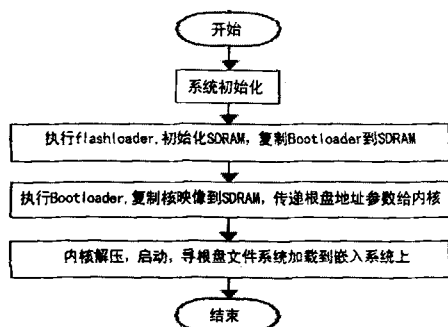 开始
系统初始化
执行flashloader,初始化SDRAM，复制Bootloader到SDRAM
执行Bootloader,复制核映像到SDRAM，传递根盘地址参数给内核
内核解压，启动，寻根盘文件系统加载到嵌入系统上
结束